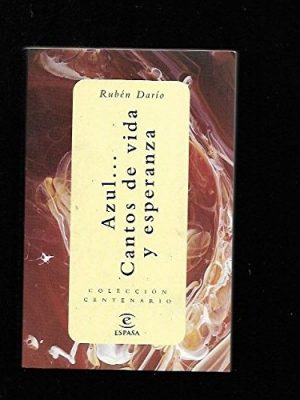 Rubén Darío
Azul...
Cantos de vida
y esperanza
COLECCIÓN
CENTENARIO
e
ESPASA